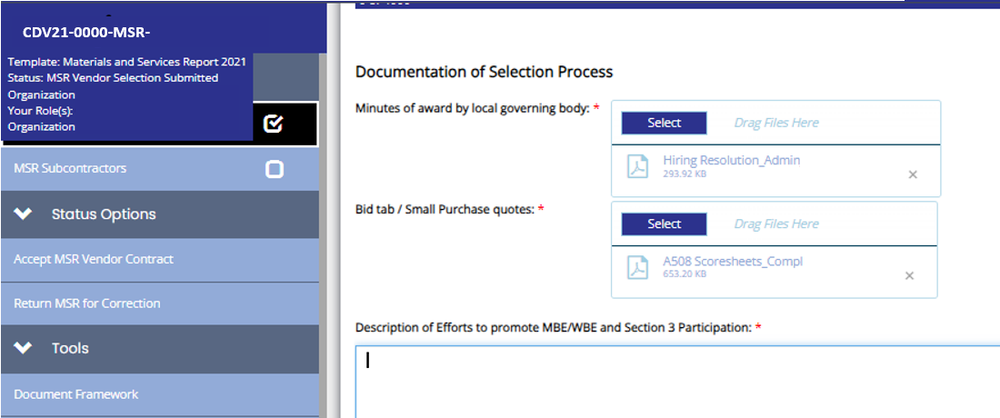 CDV21-0000-MSR-
Template: Materials and Services Report 2021
Status: MSR Vendor Selection Submitted
Organization
Your Role(s):
Organization
MSR Subcontractors
Status Options
Accept MSR Vendor Contract
Return MSR for Correction
Tools
Document Framework
Documentation of Selection Process
Minutes of award by local governing body: *
Select Drag Files Here
Hiring Resolution_Admin
293.92 KB
Bid tab / Small Purchase quotes: *
Select Drag Files Here
A508 Scoresheets_Compl
653.20 KB
Description of Efforts to promote MBE/WBE and Section 3 Participation: *